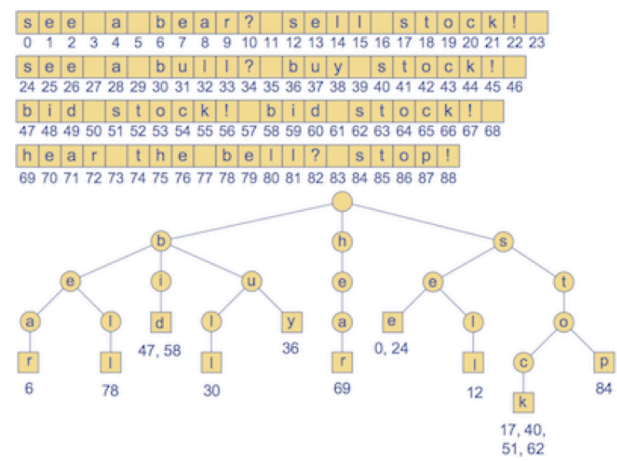 s e e a b e a r ? s e l l s t o c k !
0 1 2 3 4 5 6 7 8 9 10 11 12 13 14 15 16 17 18 19 20 21 22 23
s e e a b u l l ? b u y s t o c k !
24 25 26 27 28 29 30 31 32 33 34 35 36 37 38 39 40 41 42 43 44 45 46
b i d s t o c k ! b i d s t o c k !
47 48 49 50 51 52 53 54 55 56 57 58 59 60 61 62 63 64 65 66 67 68
h e a r t h e b e l l ? s t o p !
69 70 71 72 73 74 75 76 77 78 79 80 81 82 83 84 85 86 87 88
b h s
e i u e e t
a l d l y a e l o
47, 58 36 0, 24
r l l r l c p
6 78 30 69 12 84
k
17, 40,
51, 62